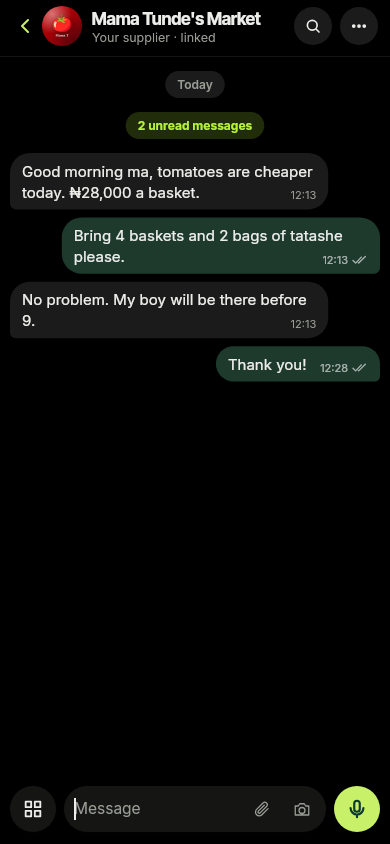 Mama Tunde's Market
Your supplier · linked
Today
2 unread messages
Good morning ma, tomatoes are cheaper
today. ₦28,000 a basket.
12:13
Bring 4 baskets and 2 bags of tatashe
please.
12:13
No problem. My boy will be there before
9.
12:13
Thank you!
12:28
Message